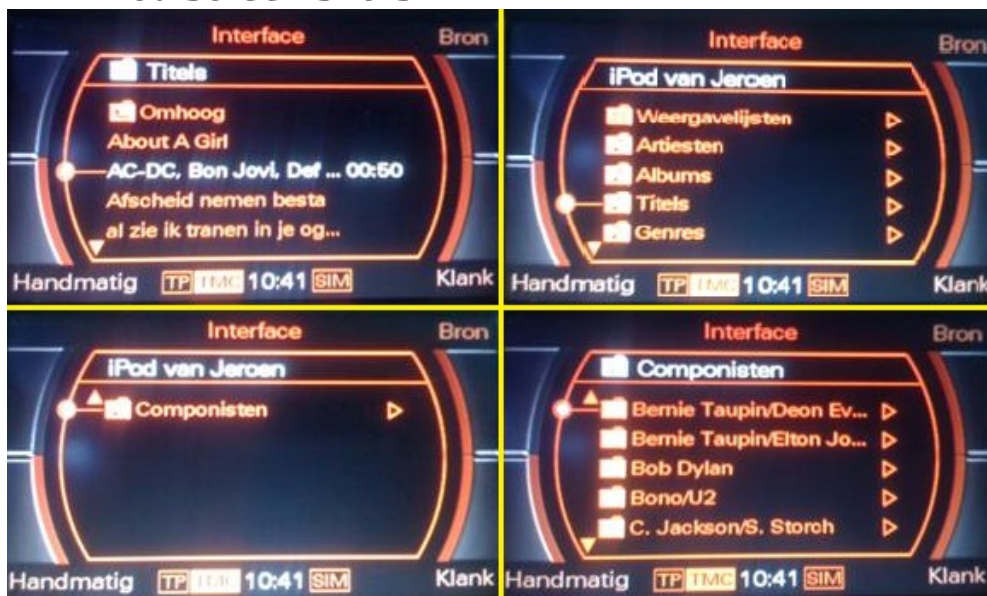 Interface Bron
Titels
Omhoog
About A Girl
AC-DC, Bon Jovi, Def ... 00:50
Afscheid nemen besta
al zie ik tranen in je og...
Handmatig TP TMC 10:41 SIM Klank
Interface Bron
iPod van Jeroen
Weergavelijsten
Artiesten
Albums
Titels
Genres
Handmatig TP TMC 10:41 SIM Klank
Interface Bron
iPod van Jeroen
Componisten
Handmatig TP TMC 10:41 SIM Klank
Interface Bron
Componisten
Bernie Taupin/Deon Ev...
Bernie Taupin/Elton Jo...
Bob Dylan
Bono/U2
C. Jackson/S. Storch
Handmatig TP TMC 10:41 SIM Klank